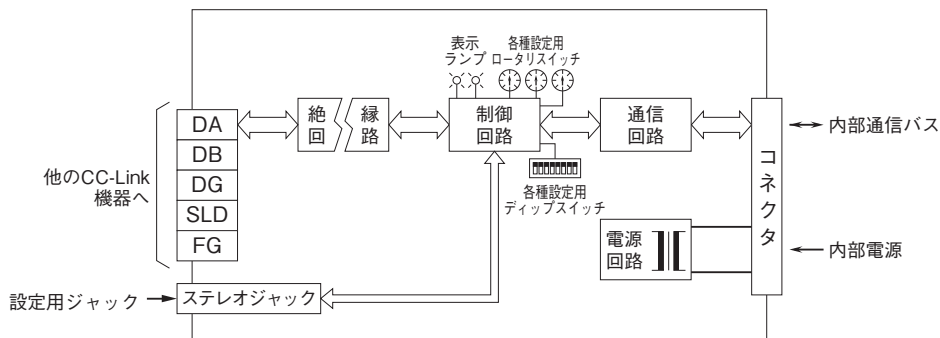 表示
ランプ
各種設定用
ロータリスイッチ
DA
DB
DG
SLD
FG
他のCC-Link
機器へ
絶縁
回路
制御
回路
通信
回路
各種設定用
ディップスイッチ
コネクタ
内部通信バス
電源
回路
内部電源
設定用ジャック
ステレオジャック